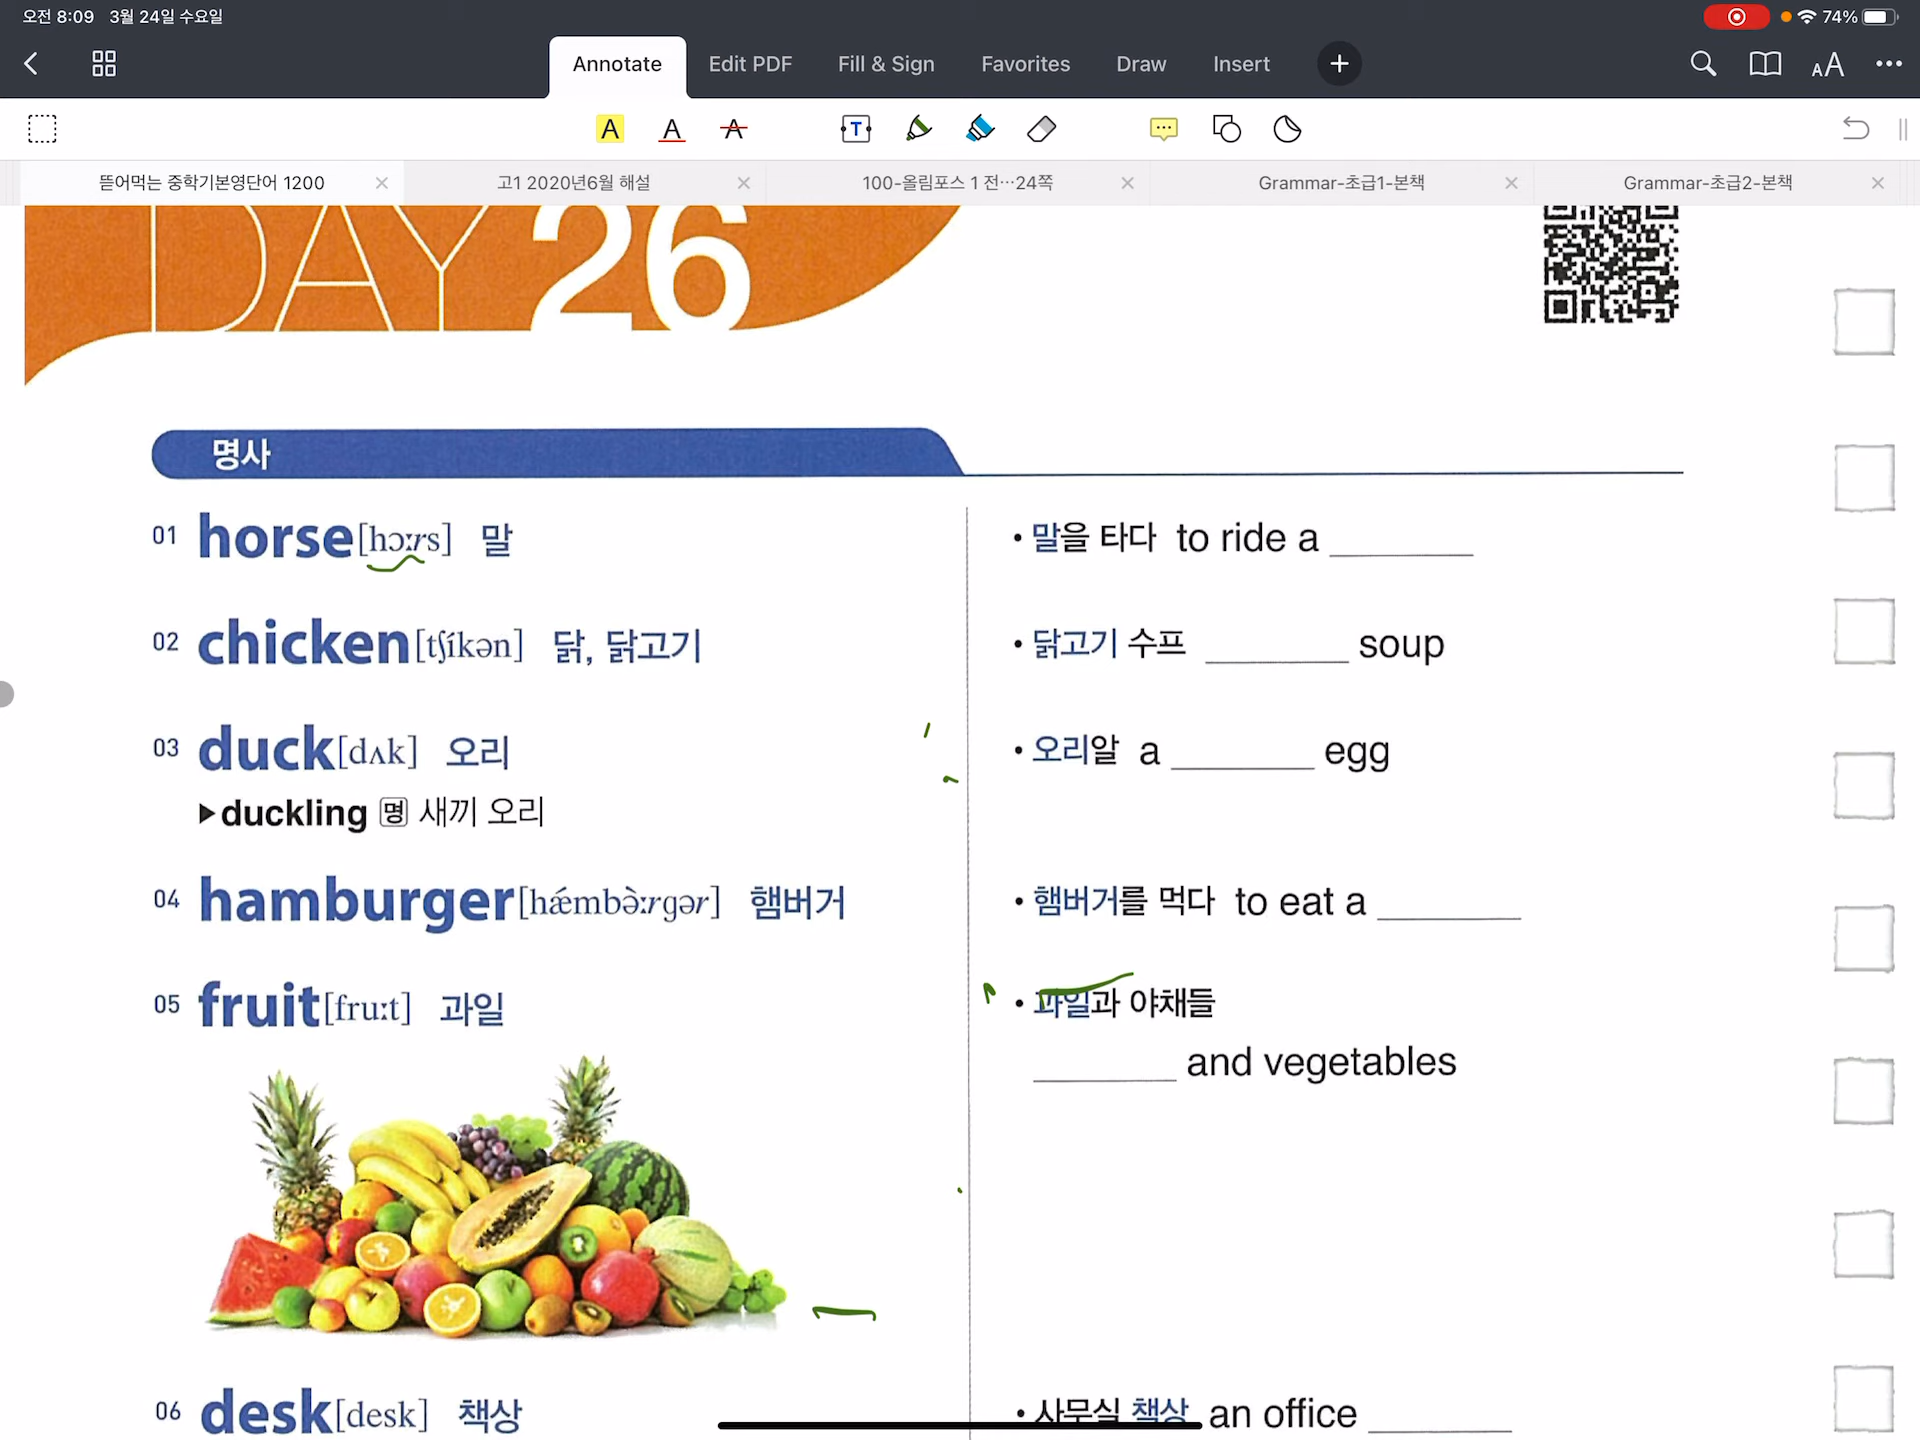 오전 8:09 3월 24일 수요일 74%
Annotate Edit PDF Fill & Sign Favorites Draw Insert
뜯어먹는 중학기본영단어 1200 고1 2020년6월 해설 100-올림포스 1 전…24쪽 Grammar-초급1-본책 Grammar-초급2-본책
DAY 26
명사
01 horse[hɔːrs] 말
• 말을 타다 to ride a ________
02 chicken[tʃíkən] 닭, 닭고기
• 닭고기 수프 ________ soup
03 duck[dʌk] 오리
• 오리알 a ________ egg
▶duckling 명 새끼 오리
04 hamburger[hǽmbə̀ːrgər] 햄버거
• 햄버거를 먹다 to eat a ________
05 fruit[fruːt] 과일
• 과일과 야채들
________ and vegetables
06 desk[desk] 책상
• 사무실 책상 an office ________